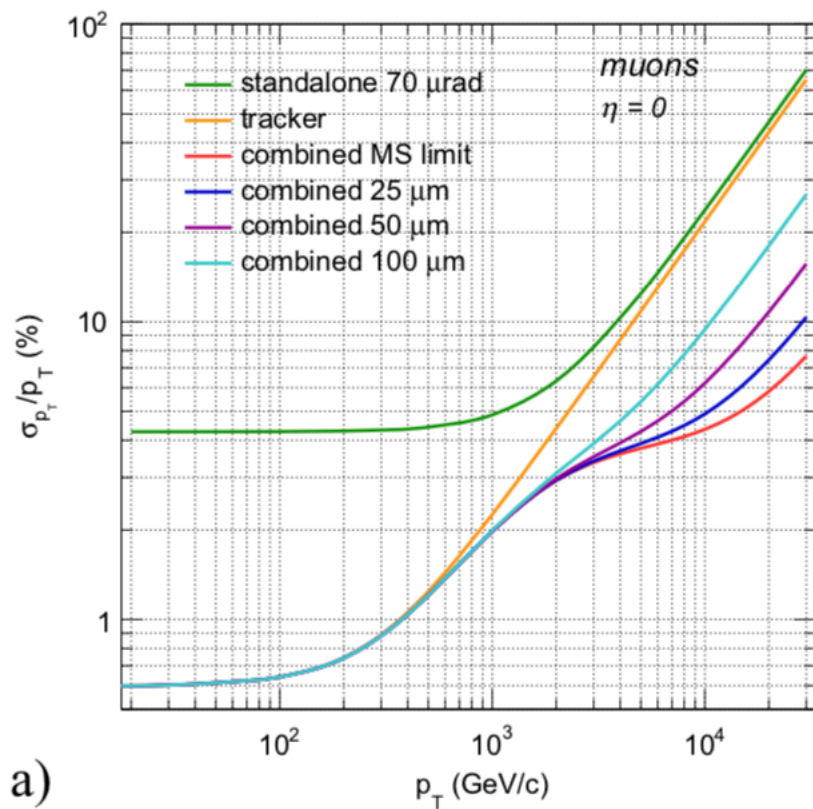 10²
muons
η = 0
standalone 70 μrad
tracker
combined MS limit
combined 25 μm
combined 50 μm
combined 100 μm
10
1
σ_{p_T}/p_T (%)
10² 10³ 10⁴
a) p_T (GeV/c)